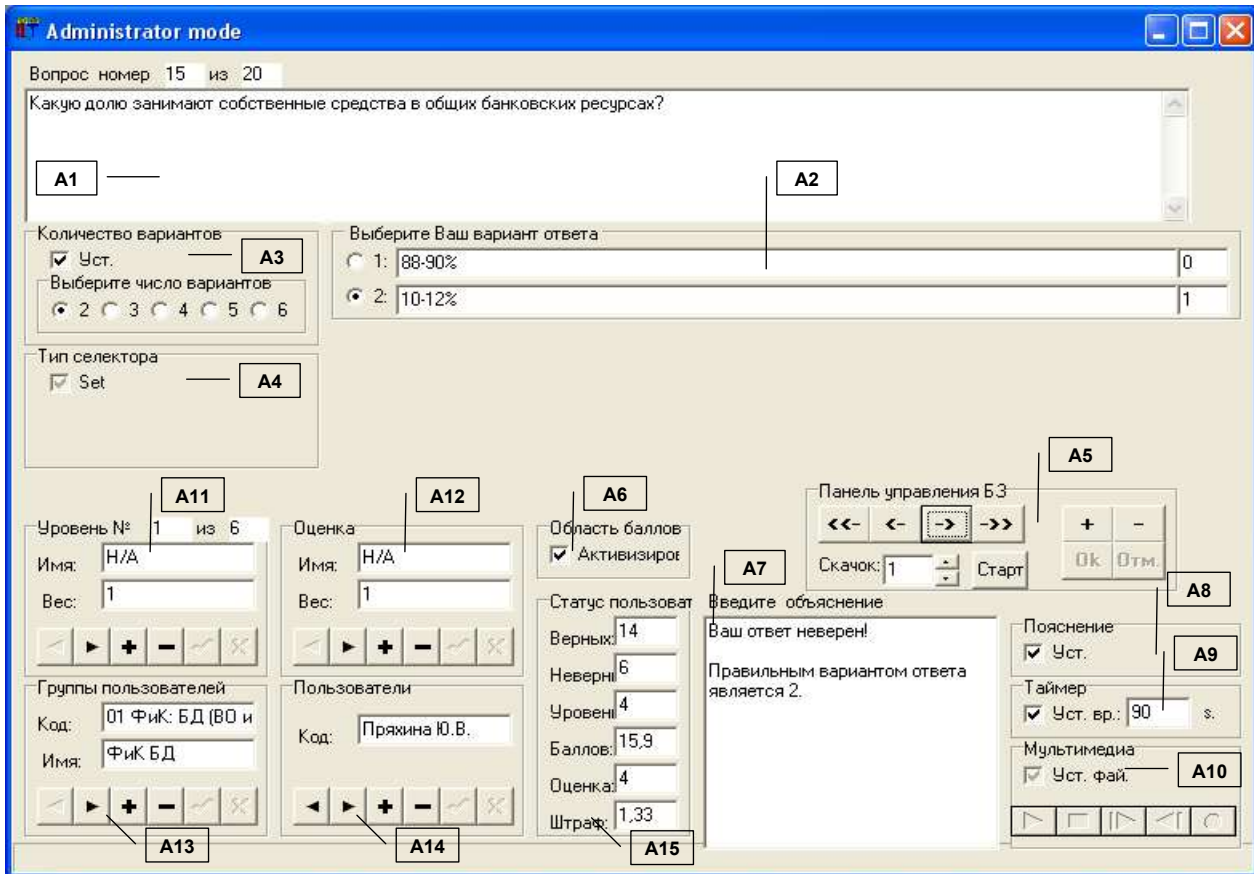 Administrator mode
Вопрос номер 15 из 20
Какую долю занимают собственные средства в общих банковских ресурсах?
A1
A2
Количество вариантов
Уст.
A3
Выберите число вариантов
2 3 4 5 6
Выберите Ваш вариант ответа
1: 88-90% 0
2: 10-12% 1
Тип селектора
Set
A4
A5
A11
A12
A6
Панель управления БЗ
<<- <- -> ->> + -
Скачок: 1 Старт Ok Отм.
Уровень № 1 из 6
Имя: Н/А
Вес: 1
Оценка
Имя: Н/А
Вес: 1
Область баллов
Активизиров
A7
A8
Статус пользоват
Верных: 14
Неверны 6
Уровень 4
Баллов: 15,9
Оценка: 4
Штраф: 1,33
Введите объяснение
Ваш ответ неверен!
Правильным вариантом ответа
является 2.
Пояснение
Уст.
A9
Таймер
Уст. вр.: 90 s.
Мультимедиа
Уст. фай.
A10
Группы пользователей
Код: 01 ФиК: БД (ВО и
Имя: ФиК БД
Пользователи
Код: Пряхина Ю.В.
A13
A14
A15